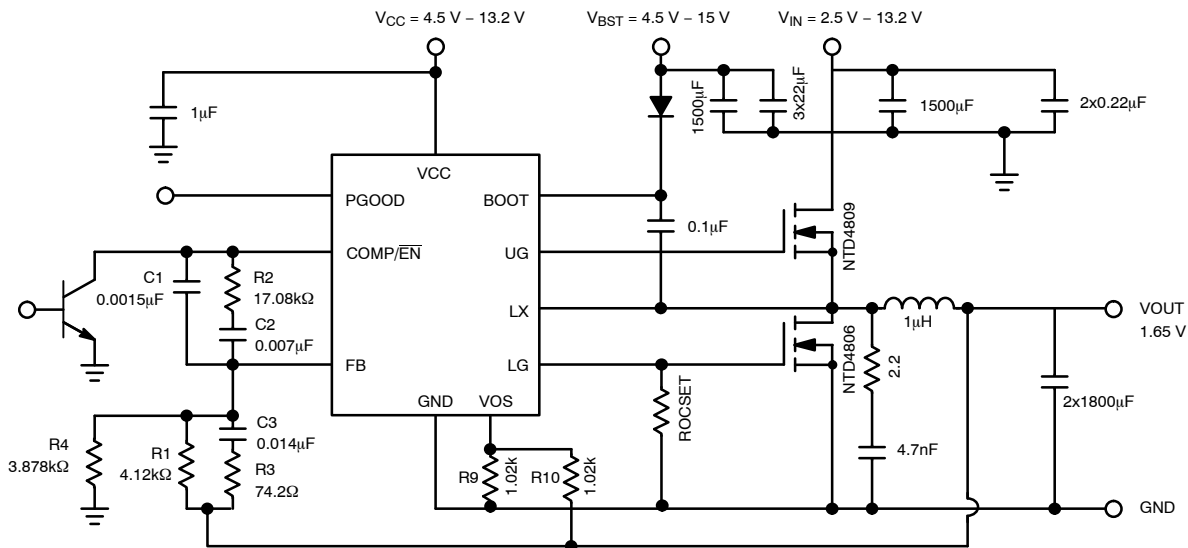 VCC = 4.5 V – 13.2 V
VBST = 4.5 V – 15 V
VIN = 2.5 V – 13.2 V
1μF
1500μF
3x22μF
1500μF
2x0.22μF
VCC
PGOOD
BOOT
0.1μF
NTD4809
COMP/EN
UG
C1
0.0015μF
R2
17.08kΩ
C2
0.007μF
LX
1μH
VOUT
1.65 V
FB
LG
NTD4806
2.2
GND
VOS
ROCSET
2x1800μF
R4
3.878kΩ
R1
4.12kΩ
C3
0.014μF
R3
74.2Ω
R9
1.02k
R10
1.02k
4.7nF
GND